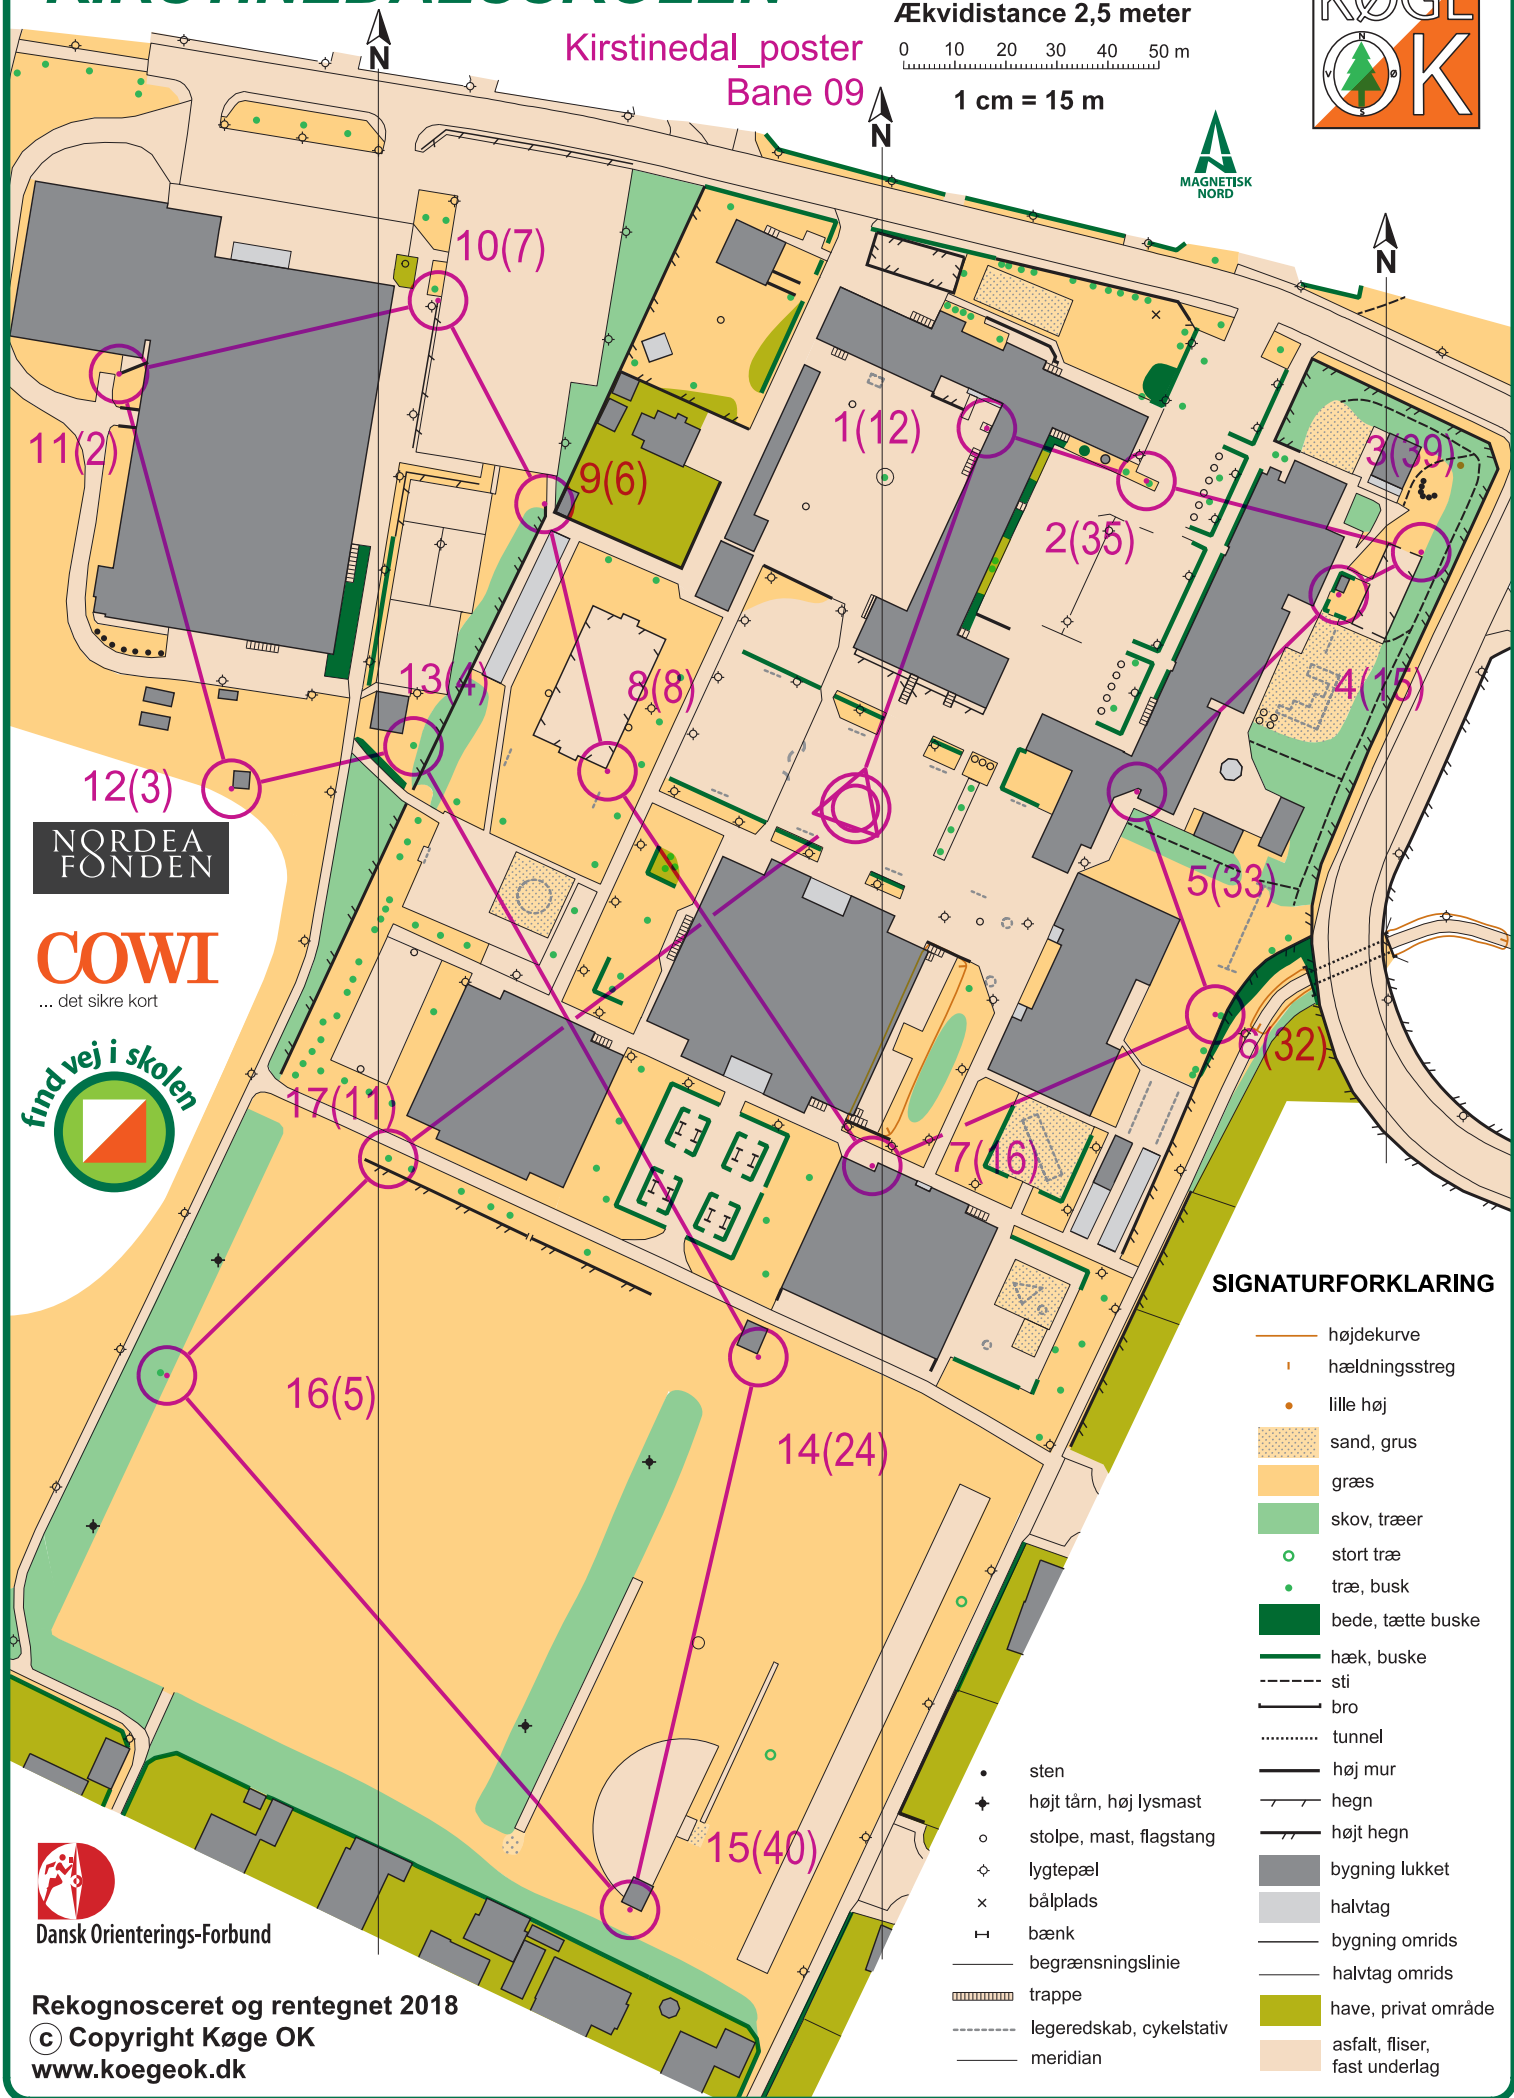 KIRSTINEDALSSKOLEN
Ækvidistance 2,5 meter
Kirstinedal_poster
Bane 09
0 10 20 30 40 50 m
1 cm = 15 m
KØGE
OK
N
V Ø
S
N
N
N
MAGNETISK
NORD
10(7)
11(2)
9(6)
1(12)
3(39)
2(35)
13(4)
8(8)
4(15)
12(3)
5(33)
6(32)
17(11)
7(16)
16(5)
14(24)
15(40)
NORDEA
FONDEN
COWI
... det sikre kort
find vej i skolen
Dansk Orienterings-Forbund
Rekognosceret og rentegnet 2018
c Copyright Køge OK
www.koegeok.dk
SIGNATURFORKLARING
højdekurve
hældningsstreg
lille høj
sand, grus
græs
skov, træer
stort træ
træ, busk
bede, tætte buske
hæk, buske
sti
bro
tunnel
høj mur
hegn
højt hegn
bygning lukket
halvtag
bygning omrids
halvtag omrids
have, privat område
asfalt, fliser,
fast underlag
sten
højt tårn, høj lysmast
stolpe, mast, flagstang
lygtepæl
bålplads
bænk
begrænsningslinie
trappe
legeredskab, cykelstativ
meridian